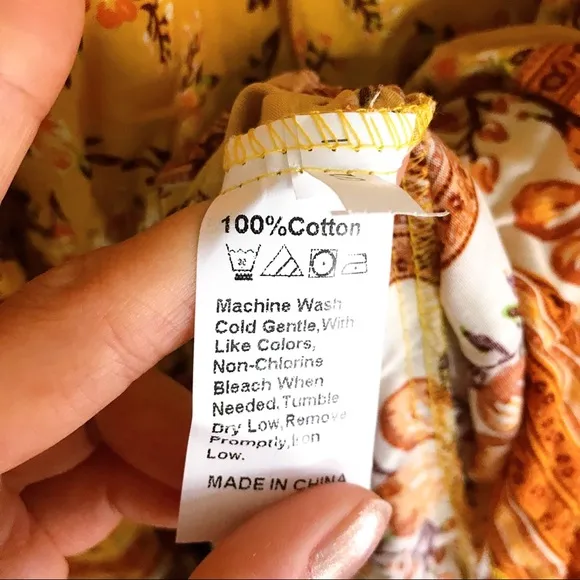 100%Cotton
30
Machine Wash
Cold Gentle,With
Like Colors,
Non-Chlorine
Bleach When
Needed.Tumble
Dry Low,Remove
Promptly,Iron
Low.
MADE IN CHINA